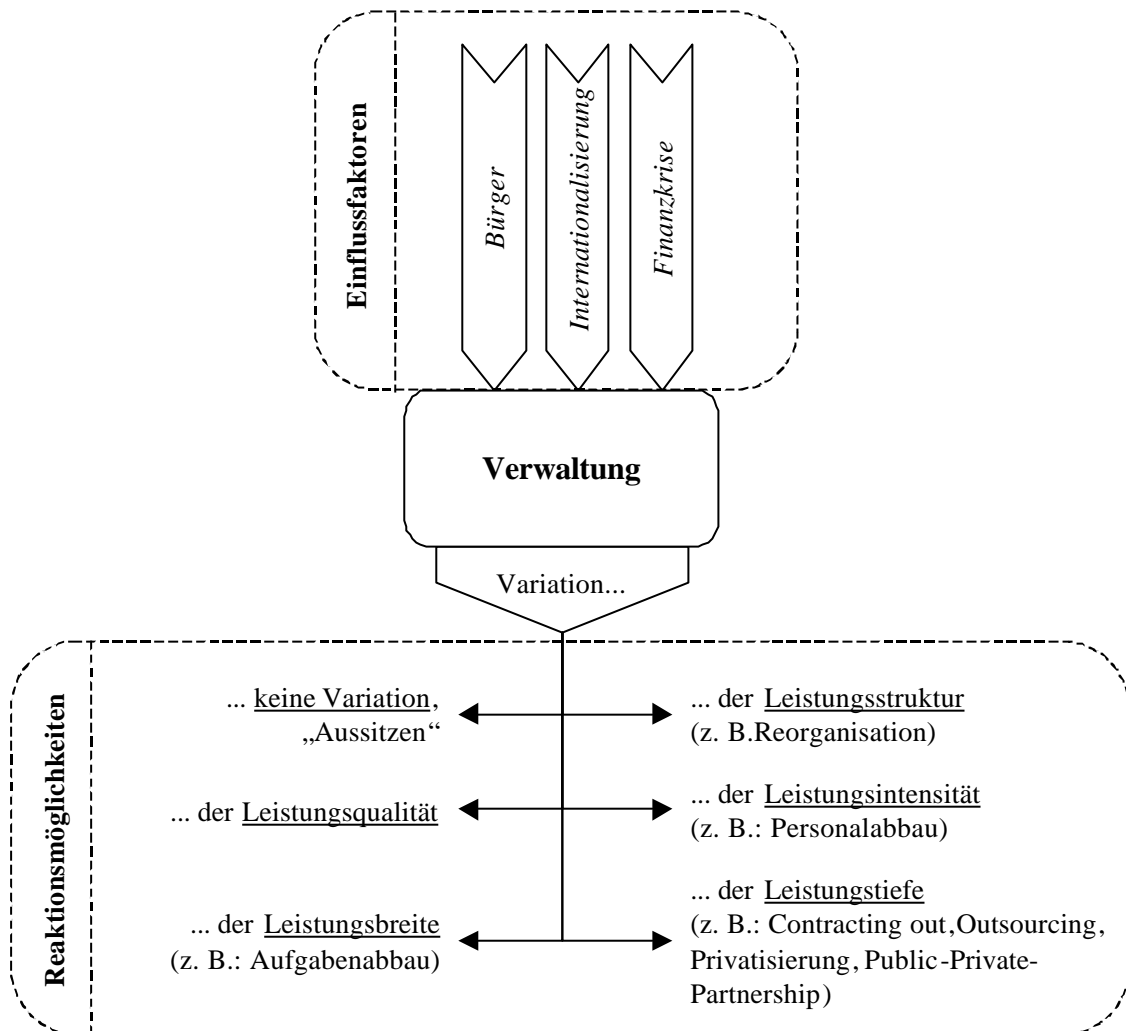 Einflussfaktoren
Bürger
Internationalisierung
Finanzkrise
Verwaltung
Variation...
Reaktionsmöglichkeiten
... keine Variation,
„Aussitzen“
... der Leistungsstruktur
(z. B.Reorganisation)
... der Leistungsqualität
... der Leistungsintensität
(z. B.: Personalabbau)
... der Leistungsbreite
(z. B.: Aufgabenabbau)
... der Leistungstiefe
(z. B.: Contracting out,Outsourcing,
Privatisierung, Public-Private-
Partnership)